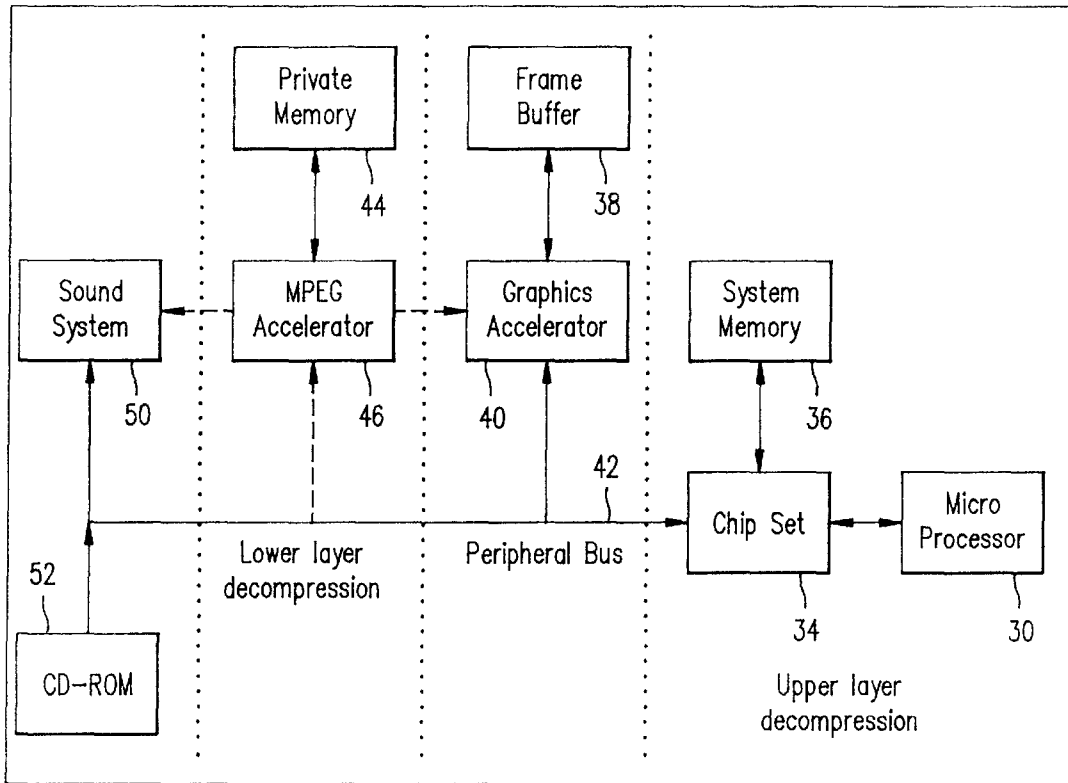 Private
Memory
44
Frame
Buffer
38
Sound
System
50
MPEG
Accelerator
46
Graphics
Accelerator
40
System
Memory
36
42
Chip Set
34
Micro
Processor
30
Lower layer
decompression
Peripheral Bus
52
CD-ROM
Upper layer
decompression